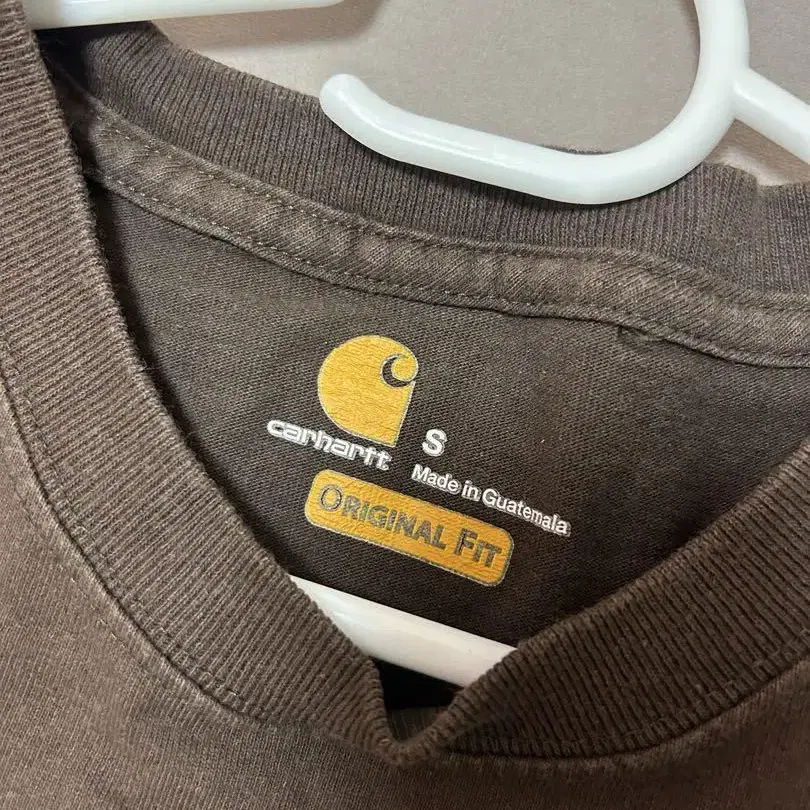 carhartt
S
Made in Guatemala
ORIGINAL FIT